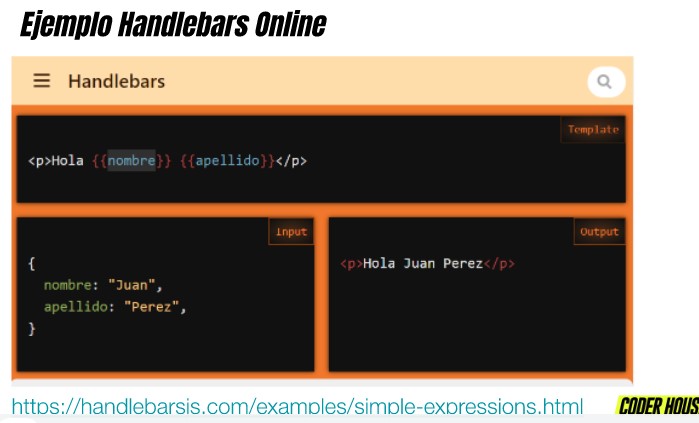 Ejemplo Handlebars Online
Handlebars
Template
<p>Hola {{nombre}} {{apellido}}</p>
Input
{
nombre: "Juan",
apellido: "Perez",
}
Output
<p>Hola Juan Perez</p>
https://handlebarsjs.com/examples/simple-expressions.html
CODER HOUS